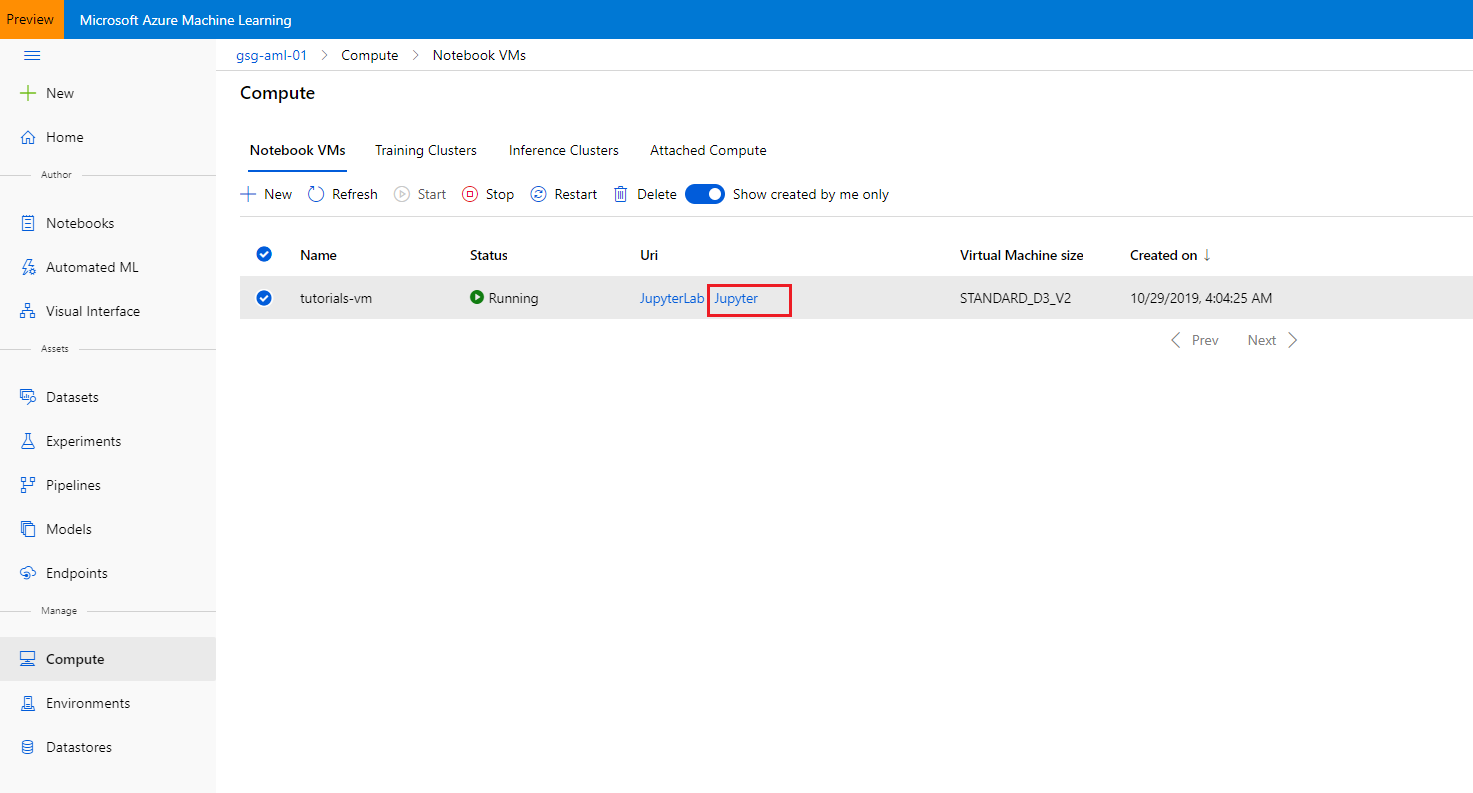 Preview Microsoft Azure Machine Learning
gsg-aml-01 Compute Notebook VMs
New
Home
Author
Notebooks
Automated ML
Visual Interface
Assets
Datasets
Experiments
Pipelines
Models
Endpoints
Manage
Compute
Environments
Datastores
Compute
Notebook VMs Training Clusters Inference Clusters Attached Compute
New Refresh Start Stop Restart Delete Show created by me only
Name Status Uri Virtual Machine size Created on
tutorials-vm Running JupyterLab Jupyter STANDARD_D3_V2 10/29/2019, 4:04:25 AM
Prev Next